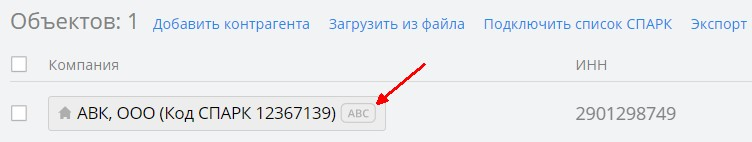 Объектов: 1 Добавить контрагента Загрузить из файла Подключить список СПАРК Экспорт
Компания ИНН
АВК, ООО (Код СПАРК 12367139) ABC 2901298749